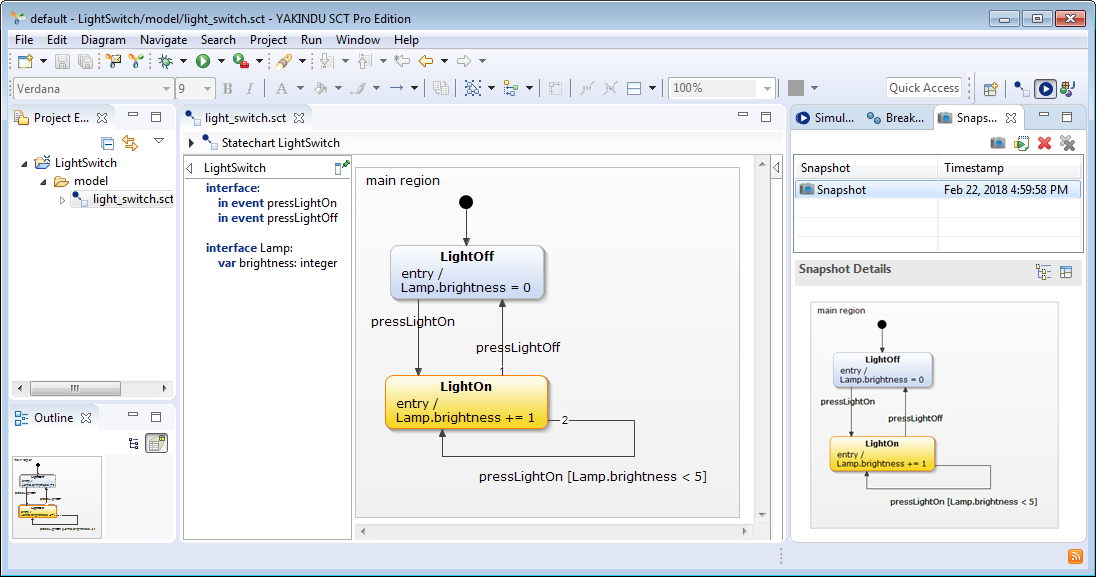 default - LightSwitch/model/light_switch.sct - YAKINDU SCT Pro Edition
File Edit Diagram Navigate Search Project Run Window Help
Verdana 9 B I A 100% Quick Access
Project E...
LightSwitch
model
light_switch.sct
Outline
light_switch.sct
Statechart LightSwitch
LightSwitch
interface:
in event pressLightOn
in event pressLightOff
interface Lamp:
var brightness: integer
main region
LightOff
entry /
Lamp.brightness = 0
pressLightOn
pressLightOff
1
LightOn
entry /
Lamp.brightness += 1
2
pressLightOn [Lamp.brightness < 5]
Simul... Break... Snaps...
Snapshot Timestamp
Snapshot Feb 22, 2018 4:59:58 PM
Snapshot Details
main region
LightOff
entry /
Lamp.brightness = 0
pressLightOn
pressLightOff
LightOn
entry /
Lamp.brightness += 1
pressLightOn [Lamp.brightness < 5]